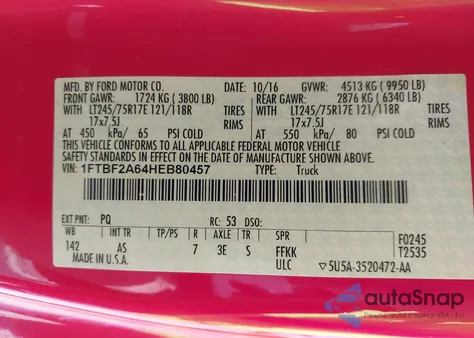 MFD. BY FORD MOTOR CO. 10/16 GVWR: 4513 KG (9950 LB)
FRONT GAWR: 1724 KG (3800 LB) REAR GAWR: 2876 KG (6340 LB)
WITH LT245/75R17E 121/118R TIRES WITH LT245/75R17E 121/118R TIRES
17x7.5J RIMS 17x7.5J RIMS
AT 450 kPa/ 65 PSI COLD AT 550 kPa/ 80 PSI COLD
THIS VEHICLE CONFORMS TO ALL APPLICABLE FEDERAL MOTOR VEHICLE
SAFETY STANDARDS IN EFFECT ON THE DATE OF MANUFACTURE SHOWN ABOVE.
VIN: 1FTBF2A64HEB80457 TYPE: Truck
EXT PNT: PQ RC: 53 DSO:
WB INT TR TP/PS R AXLE TR SPR F0245
142 AS 7 3E S FFKK T2535
MADE IN U.S.A. ULC 5U5A-3520472-AA
autoSnap